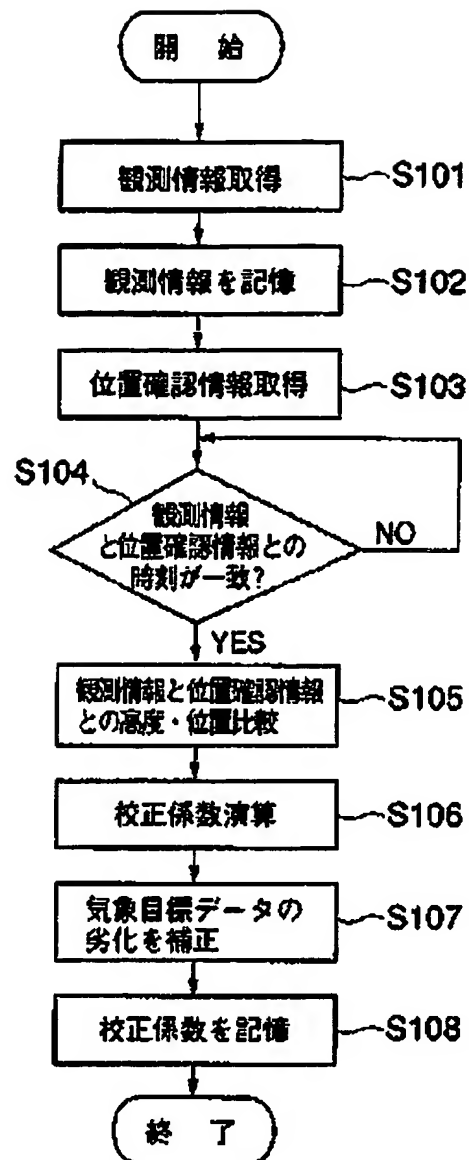 開 始
観測情報取得
S101
観測情報を記憶
S102
位置確認情報取得
S103
S104
観測情報
と位置確認情報との
時刻が一致?
NO
YES
観測情報と位置確認情報
との高度・位置比較
S105
校正係数演算
S106
気象目標データの
劣化を補正
S107
校正係数を記憶
S108
終 了